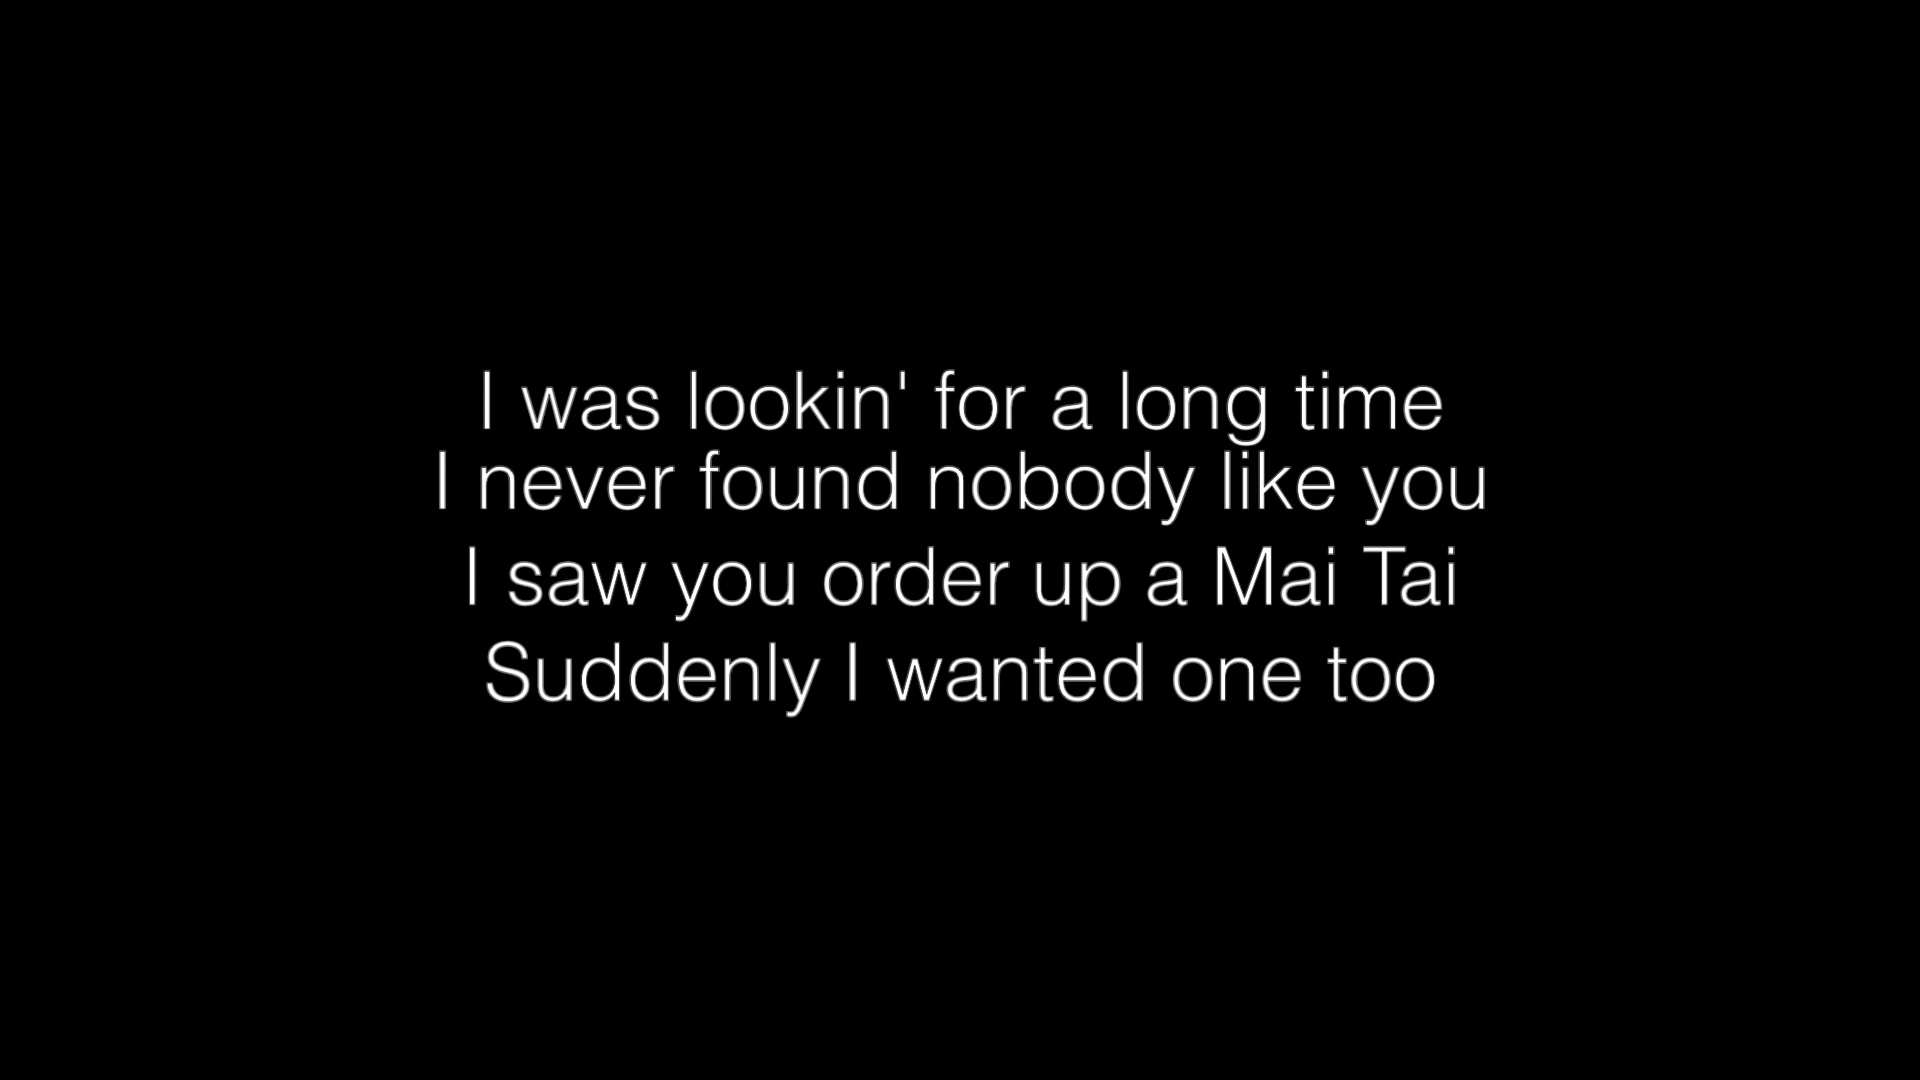 I was lookin' for a long time
I never found nobody like you
I saw you order up a Mai Tai
Suddenly I wanted one too